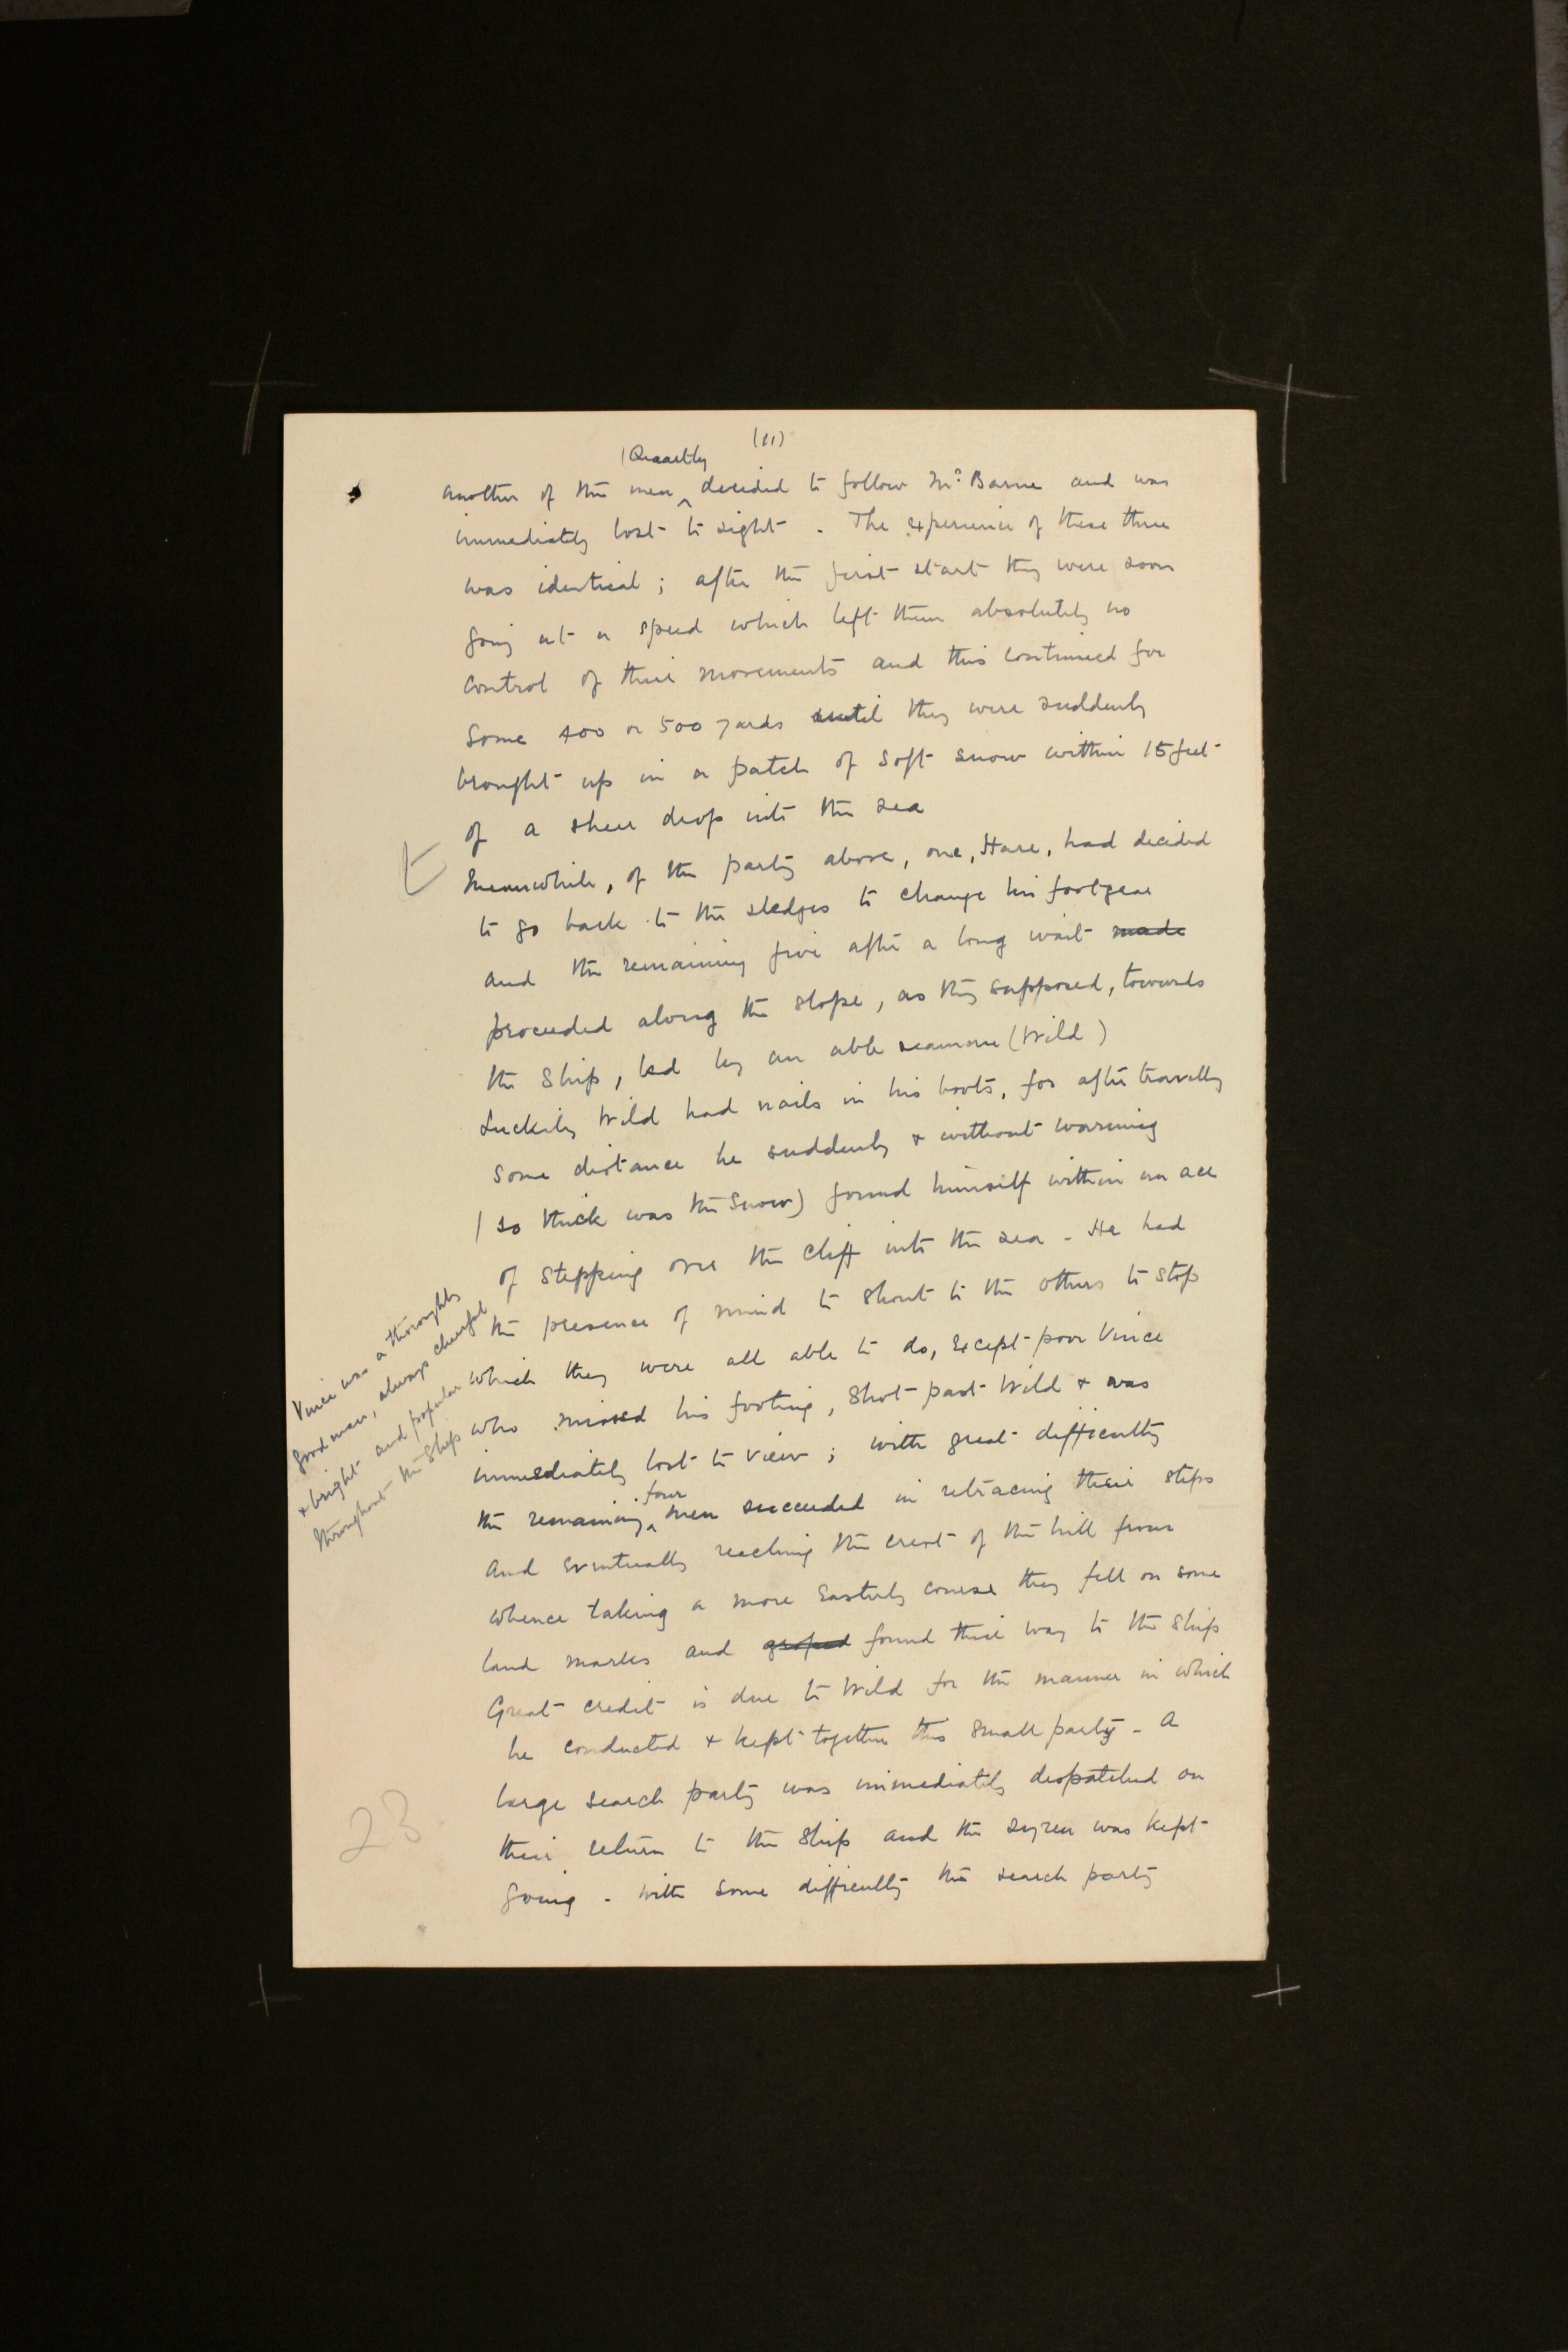 (11)
(Quartley
another of the men ^ decided to follow Mr Barne and was
immediately lost to sight . The experience of these three
was identical ; after the first start they were soon
going at a speed which left them absolutely no
control of their movements and this continued for
some 400 or 500 yards until they were suddenly
brought up in a patch of soft snow within 15 feet
of a sheer drop into the sea
Meanwhile, of the party above, one, Hare, had decided
to go back to the sledges to change his footgear
and the remaining five after a long wait made
proceeded along the slope, as they supposed, towards
the ship, led by an able seaman (Wild)
Luckily Wild had nails in his boots, for after travelling
some distance he suddenly & without warning
(so thick was the snow) found himself within an ace
of stepping over the cliff into the sea - He had
the presence of mind to shout to the others to stop
which they were all able to do, except poor Vince
who missed his footing, shot past Wild & was
immediately lost to view ; with great difficulty
four
the remaining ^ men succeeded in retracing their steps
and eventually reaching the crest of the hill from
whence taking a more Easterly course they fell on some
land marks and groped found their way to the ship
Great credit is due to Wild for the manner in which
he conducted & kept together this small party - A
large search party was immediately despatched on
their return to the ship and the syren was kept
going - With some difficulty the search party
Vince was a thoroughly
good man, always cheerful
& bright and popular
throughout the ship
23